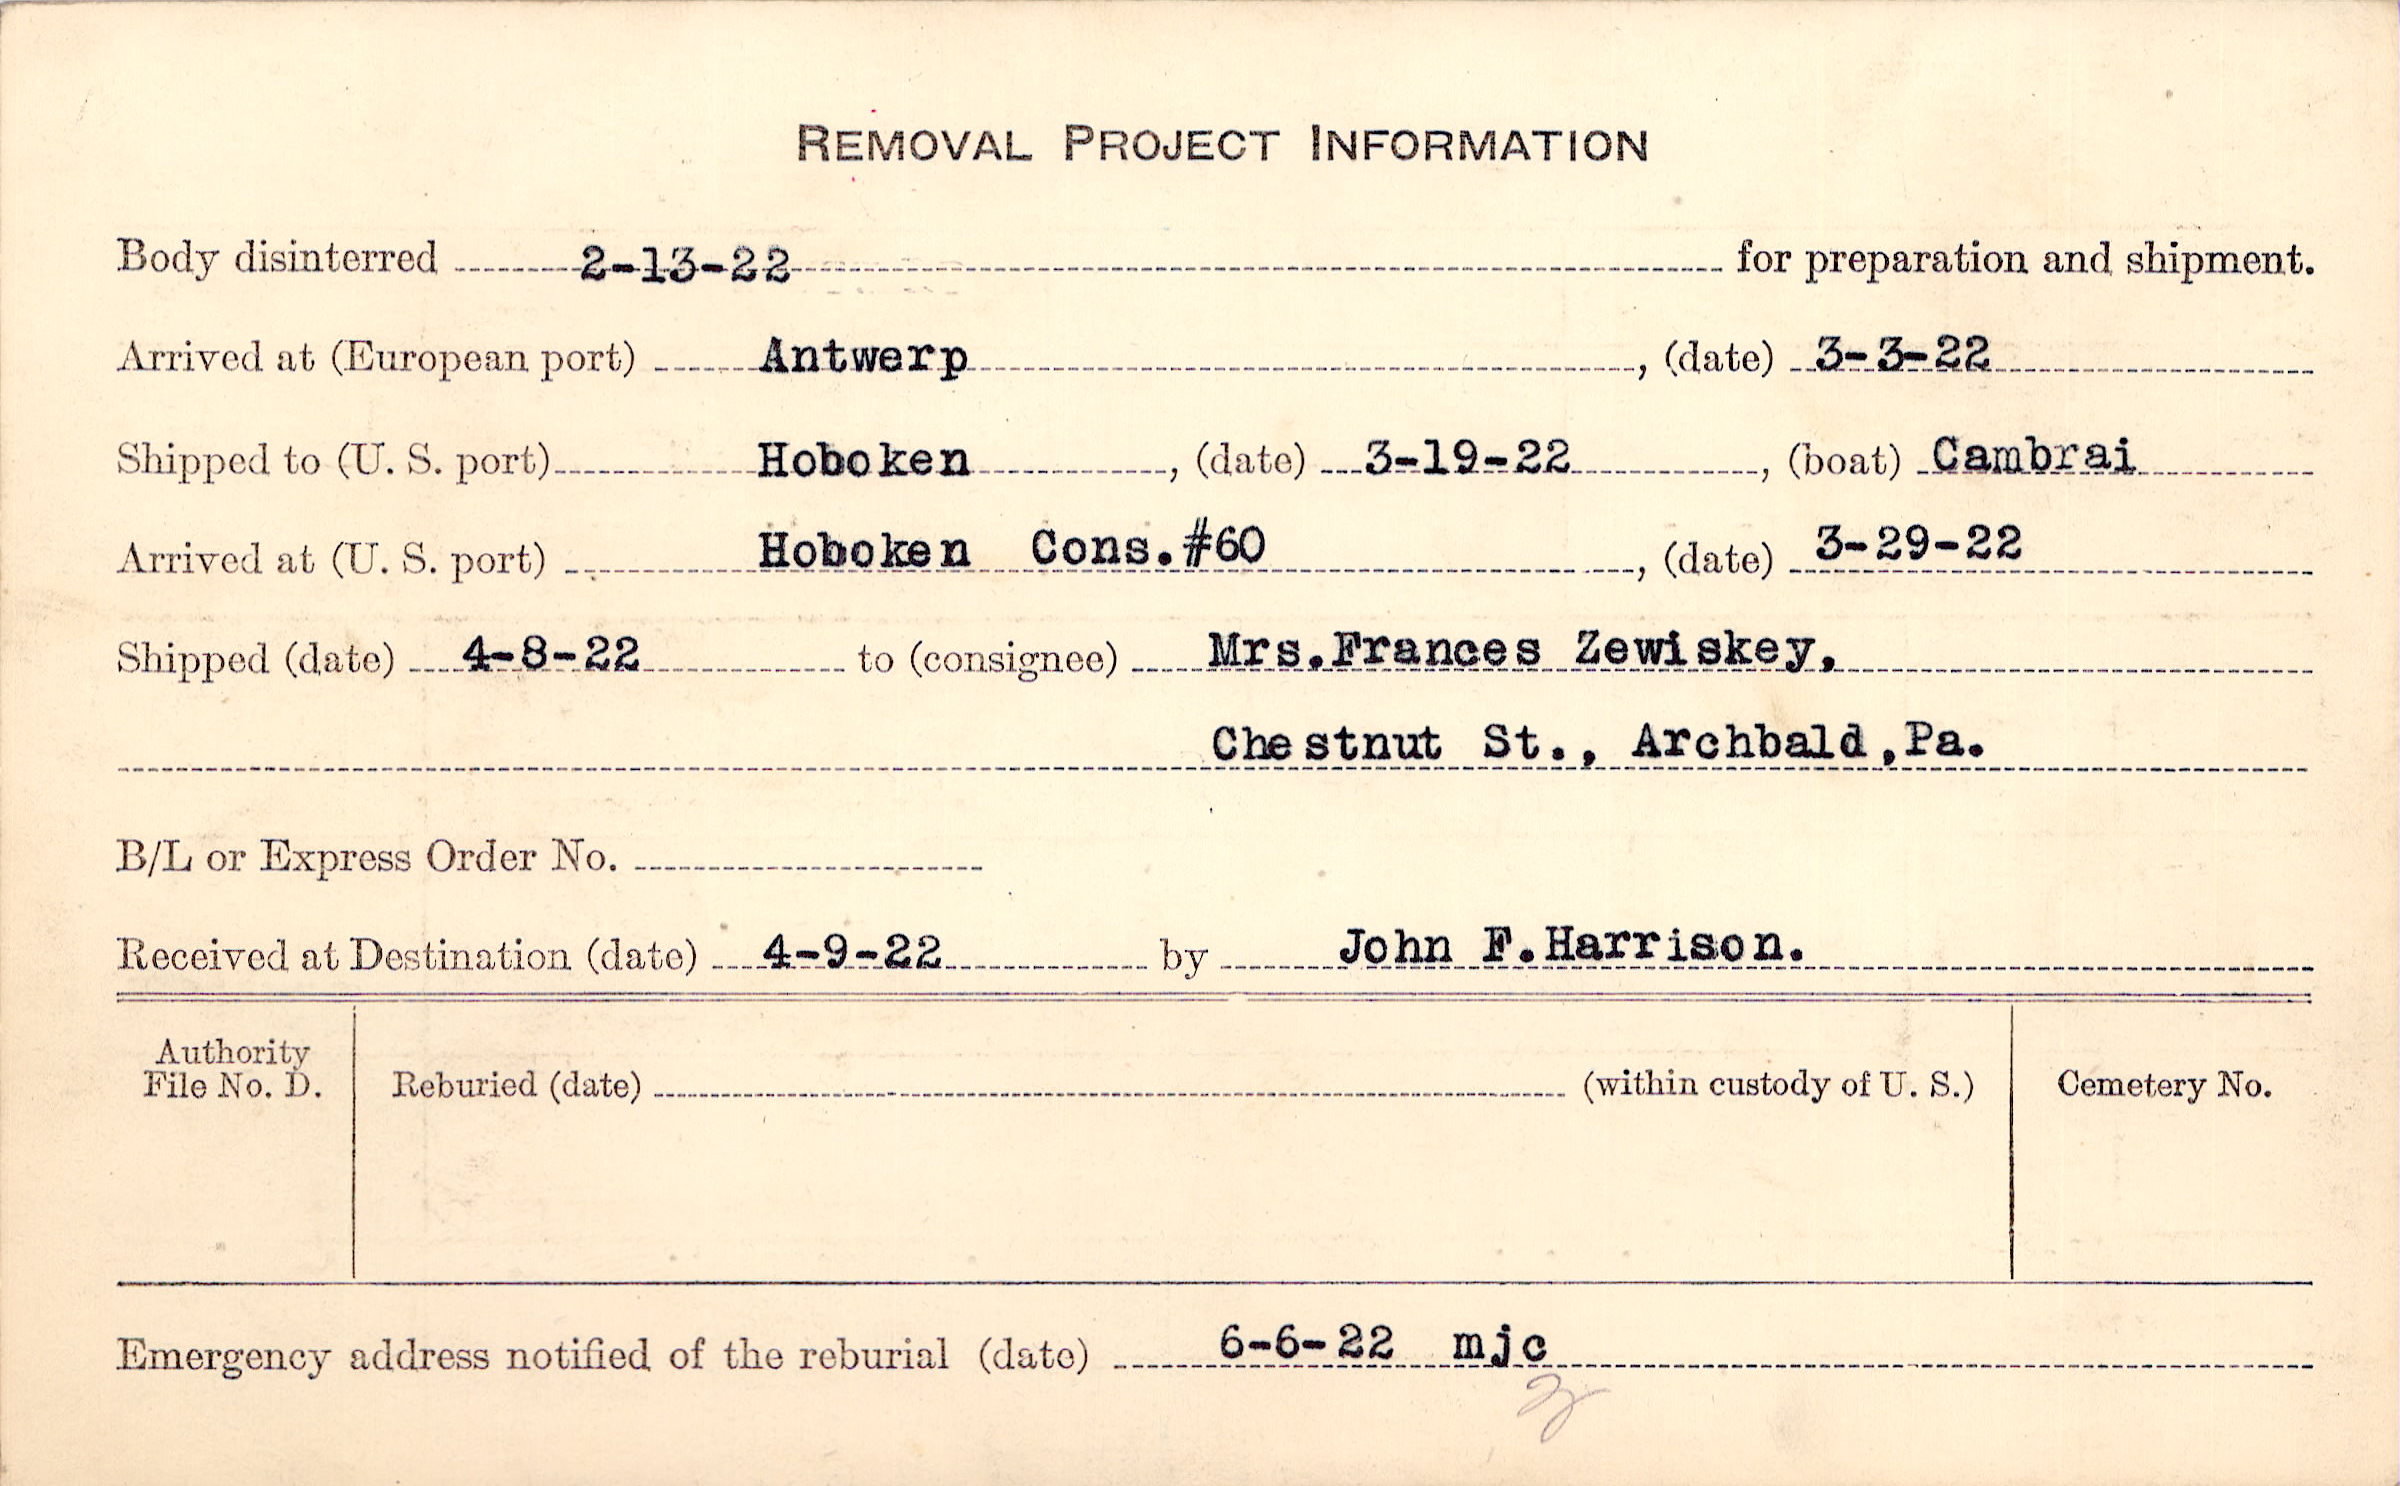 REMOVAL PROJECT INFORMATION
Body disinterred 2-13-22 for preparation and shipment.
Arrived at (European port) Antwerp, (date) 3-3-22
Shipped to (U. S. port) Hoboken, (date) 3-19-22, (boat) Cambrai
Arrived at (U. S. port) Hoboken Cons.#60, (date) 3-29-22
Shipped (date) 4-8-22 to (consignee) Mrs.Frances Zewiskey,
Chestnut St., Archbald,Pa.
B/L or Express Order No.
Received at Destination (date) 4-9-22 by John F.Harrison.
Authority
File No. D.
Reburied (date) (within custody of U. S.)
Cemetery No.
Emergency address notified of the reburial (date) 6-6-22 mjc